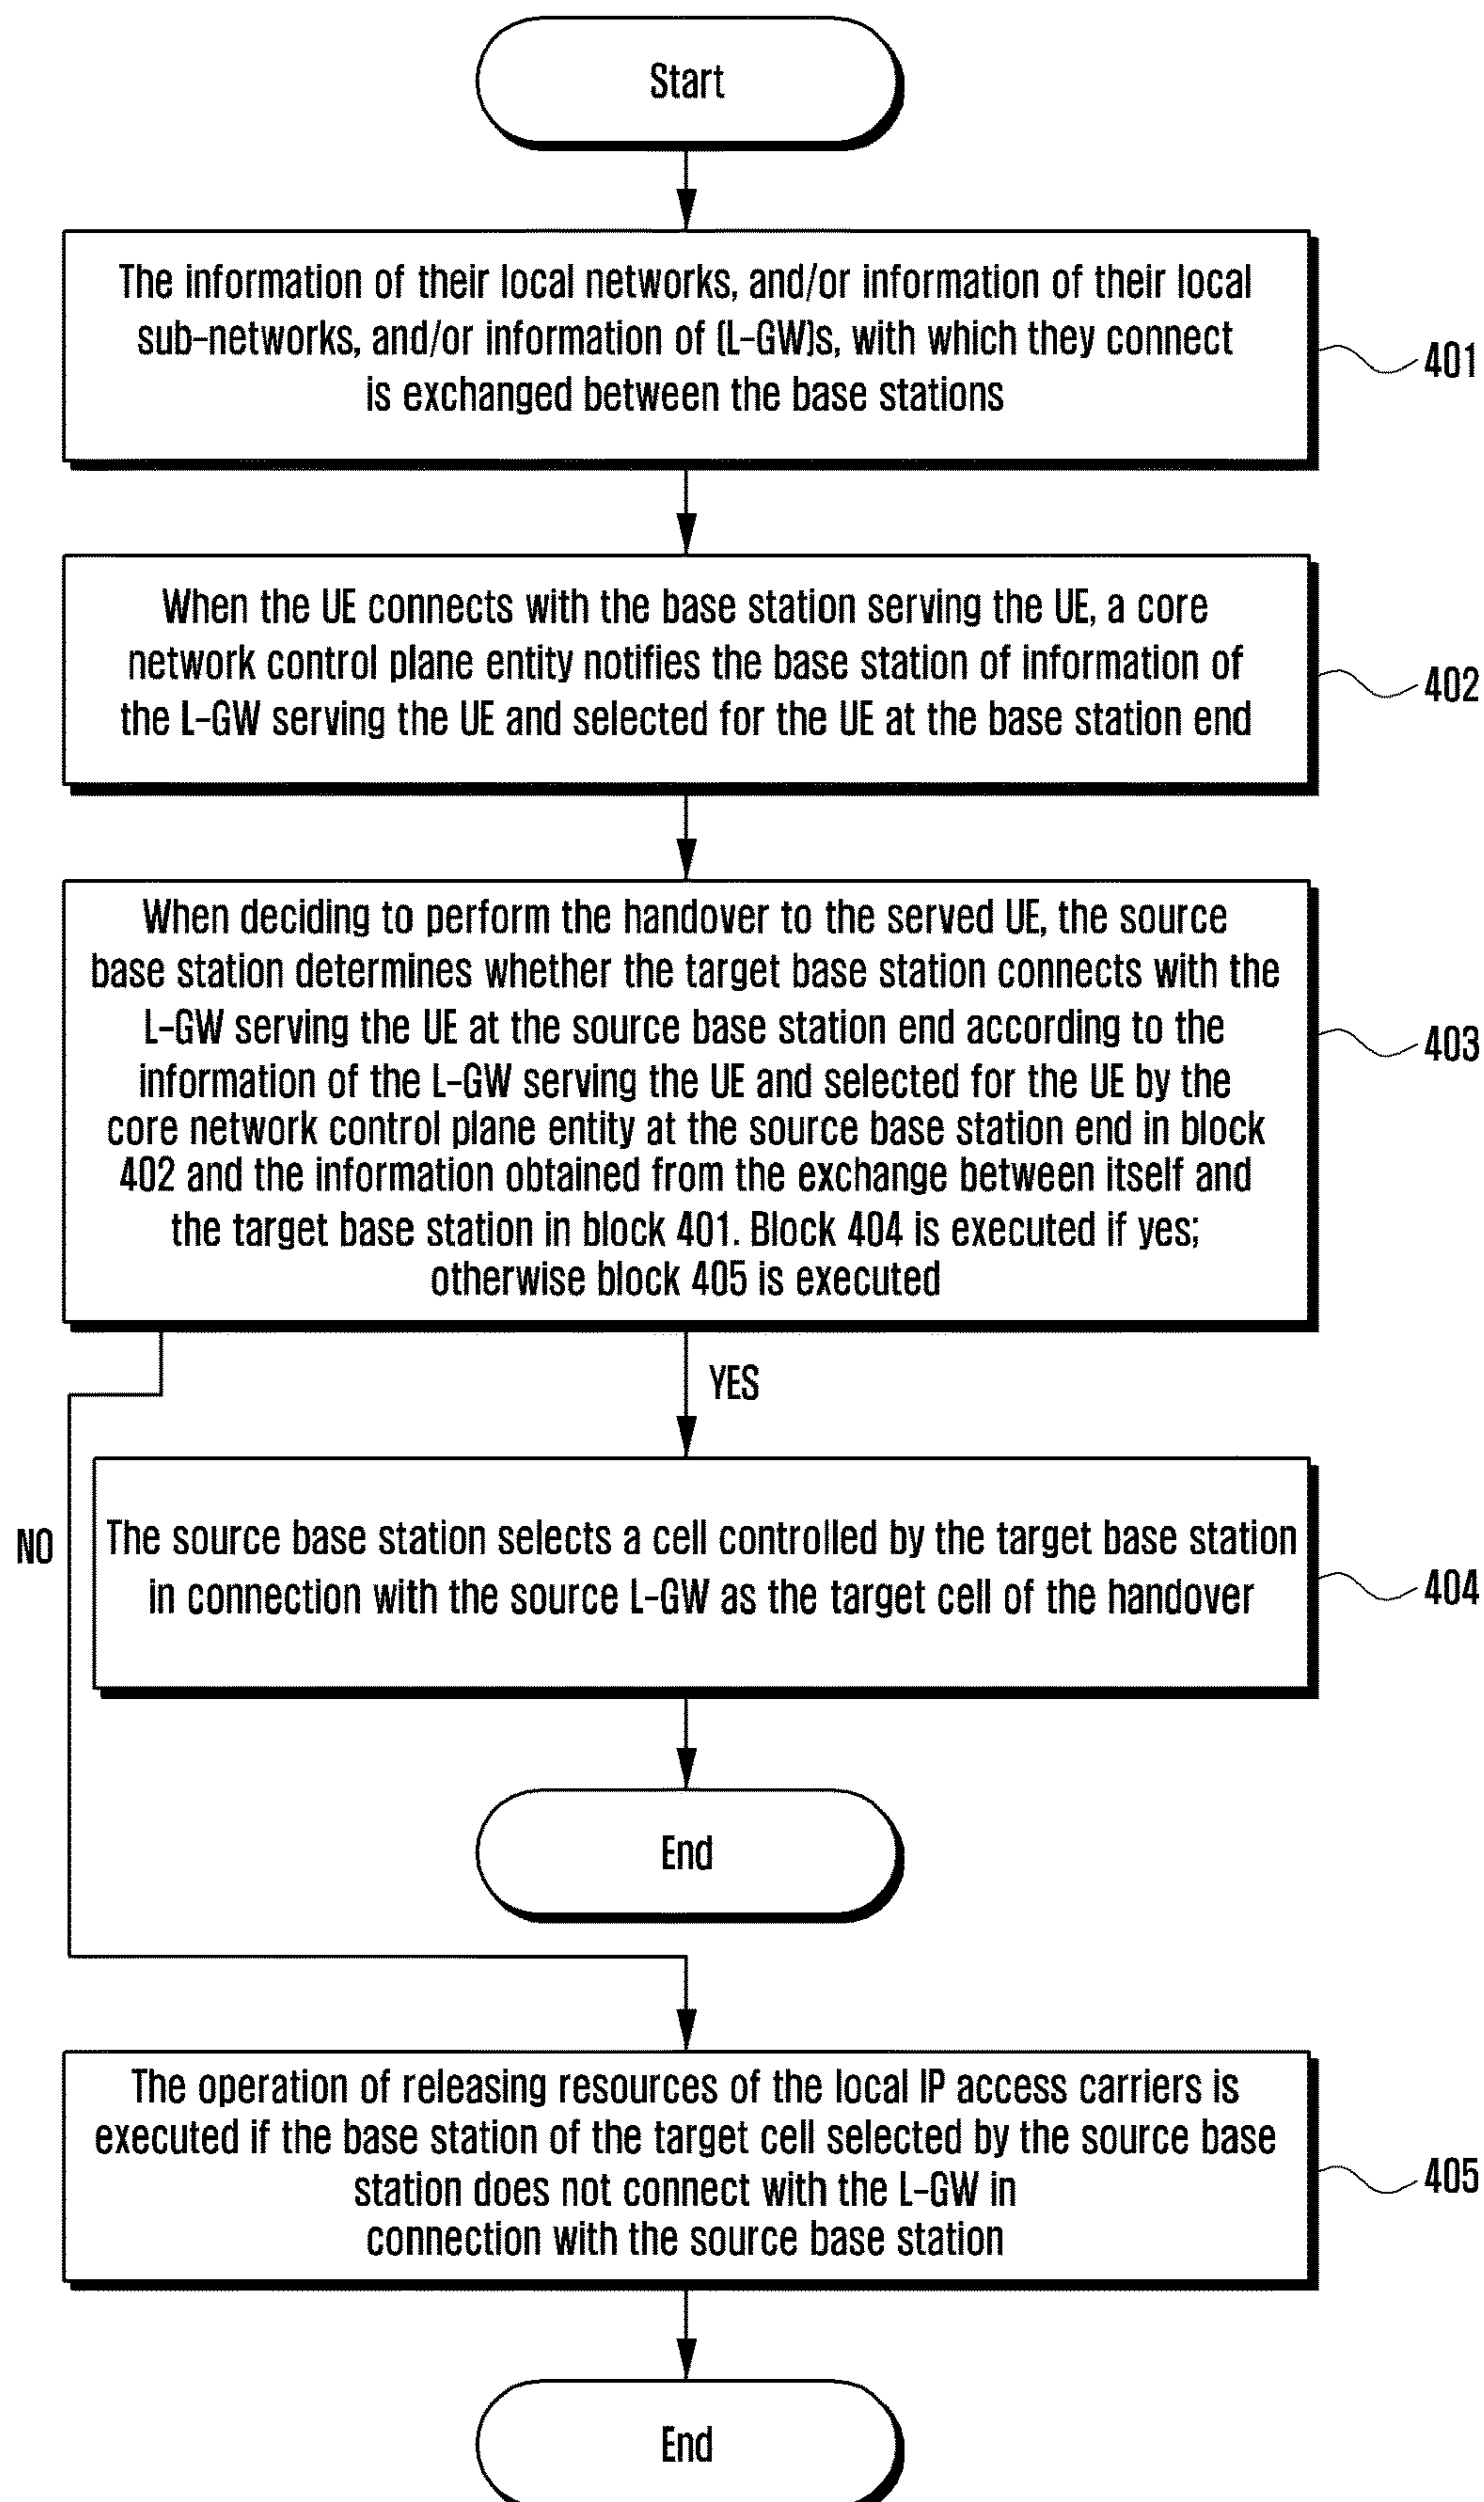 Start
The information of their local networks, and/or information of their local
sub-networks, and/or information of (L-GW)s, with which they connect
is exchanged between the base stations
401
When the UE connects with the base station serving the UE, a core
network control plane entity notifies the base station of information of
the L-GW serving the UE and selected for the UE at the base station end
402
When deciding to perform the handover to the served UE, the source
base station determines whether the target base station connects with the
L-GW serving the UE at the source base station end according to the
information of the L-GW serving the UE and selected for the UE by the
core network control plane entity at the source base station end in block
402 and the information obtained from the exchange between itself and
the target base station in block 401. Block 404 is executed if yes;
otherwise block 405 is executed
403
YES
NO
The source base station selects a cell controlled by the target base station
in connection with the source L-GW as the target cell of the handover
404
End
The operation of releasing resources of the local IP access carriers is
executed if the base station of the target cell selected by the source base
station does not connect with the L-GW in
connection with the source base station
405
End